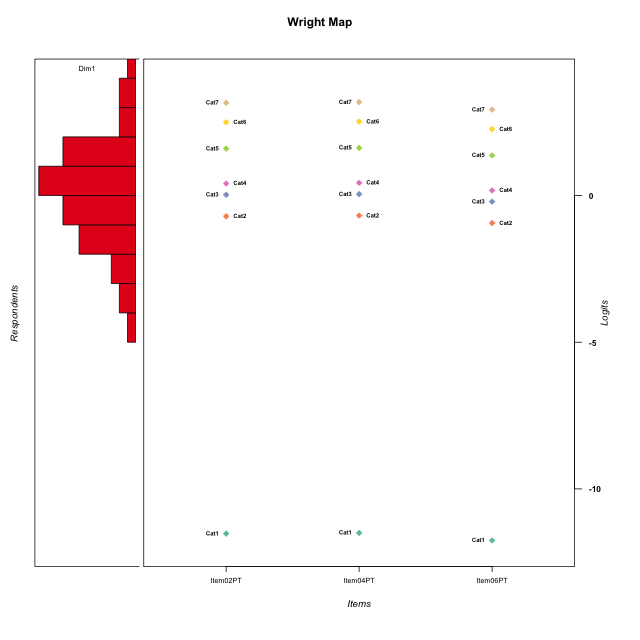 Wright Map
Dim1
Cat7 Cat7 Cat7
Cat6 Cat6 Cat6
Cat5 Cat5 Cat5
Cat4 Cat4 Cat4
Cat3 Cat3 Cat3
0
Cat2 Cat2 Cat2
Respondents
Logits
-5
-10
Cat1 Cat1 Cat1
Item02PT Item04PT Item06PT
Items